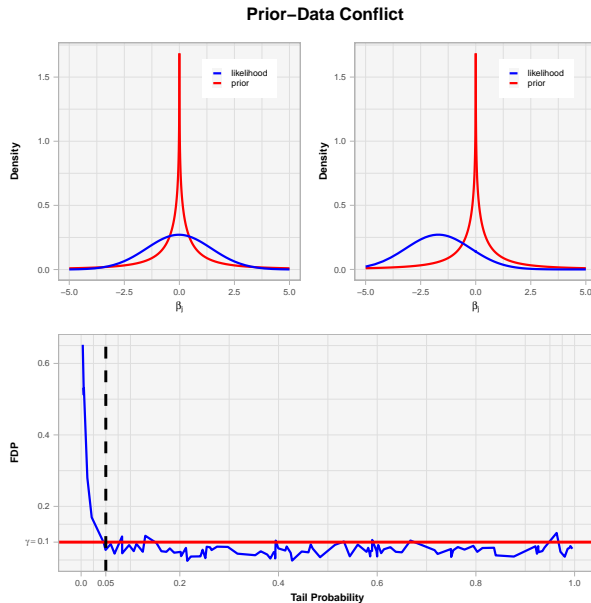 Prior−Data Conflict
Density
1.5
1.0
0.5
0.0
likelihood
prior
−5.0 −2.5 0.0 2.5 5.0
βj
Density
1.5
1.0
0.5
0.0
likelihood
prior
−5.0 −2.5 0.0 2.5 5.0
βj
FDP
0.6
0.4
0.2
γ = 0.1
0.0 0.05 0.2 0.4 0.6 0.8 1.0
Tail Probability